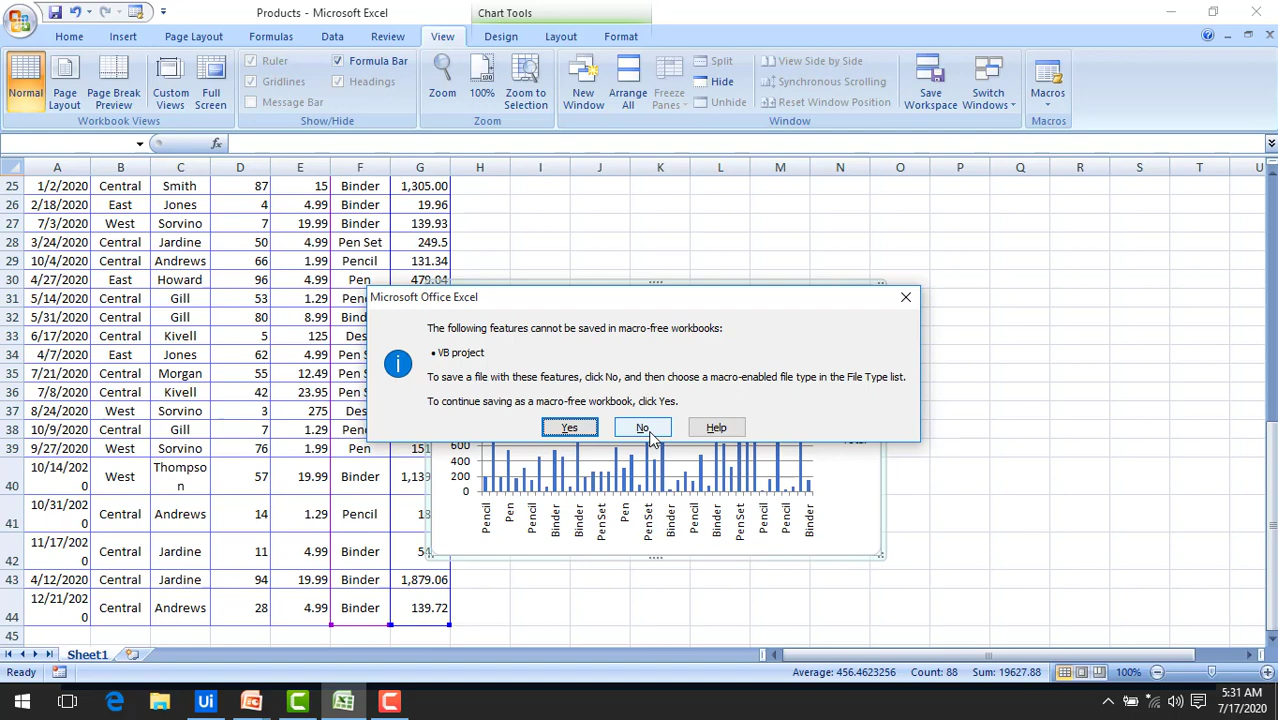 Products - Microsoft Excel
Chart Tools
Home Insert Page Layout Formulas Data Review View Design Layout Format
Normal
Page Layout
Page Break Preview
Custom Views
Full Screen
Workbook Views
Ruler
Gridlines
Message Bar
Formula Bar
Headings
Show/Hide
Zoom
100%
Zoom to Selection
Zoom
New Window
Arrange All
Freeze Panes
Split
Hide
Unhide
View Side by Side
Synchronous Scrolling
Reset Window Position
Window
Save Workspace
Switch Windows
Macros
Macros
fx
A B C D E F G H I J K L M N O P Q R S T U
25 1/2/2020 Central Smith 87 15 Binder 1,305.00
26 2/18/2020 East Jones 4 4.99 Binder 19.96
27 7/3/2020 West Sorvino 7 19.99 Binder 139.93
28 3/24/2020 Central Jardine 50 4.99 Pen Set 249.5
29 10/4/2020 Central Andrews 66 1.99 Pencil 131.34
30 4/27/2020 East Howard 96 4.99 Pen 479.04
31 5/14/2020 Central Gill 53 1.29
32 5/31/2020 Central Gill 80 8.99
33 6/17/2020 Central Kivell 5 125
34 4/7/2020 East Jones 62 4.99
35 7/21/2020 Central Morgan 55 12.49
36 7/8/2020 Central Kivell 42 23.95
37 8/24/2020 West Sorvino 3 275
38 10/9/2020 Central Gill 7 1.29
39 8/26/2020 West Sorvino 76 1.99 Pen 151
40 10/14/2020 West Thompson 57 19.99 Binder 1,139
41 10/31/2020 Central Andrews 14 1.29 Pencil 18
42 11/17/2020 Central Jardine 11 4.99 Binder 54
43 4/12/2020 Central Jardine 94 19.99 Binder 1,879.06
44 12/21/2020 Central Andrews 28 4.99 Binder 139.72
45
Microsoft Office Excel
The following features cannot be saved in macro-free workbooks:
• VB project
To save a file with these features, click No, and then choose a macro-enabled file type in the File Type list.
To continue saving as a macro-free workbook, click Yes.
Yes No Help
600
400
200
0
Pencil Pen Pencil Binder Binder Pen Set Pen Pen Set Binder Pencil Binder Pen Set Pencil Pencil Binder
Sheet1
Ready
Average: 456.4623256 Count: 88 Sum: 19627.88 100%
Ui
5:31 AM
7/17/2020